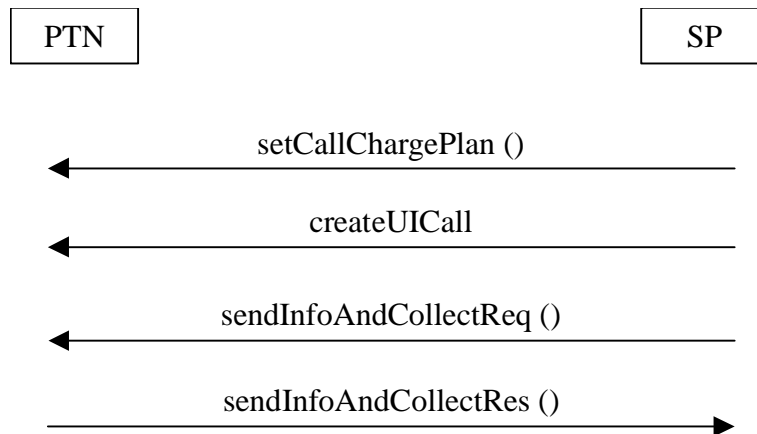 PTN
SP
setCallChargePlan ()
createUICall
sendInfoAndCollectReq ()
sendInfoAndCollectRes ()